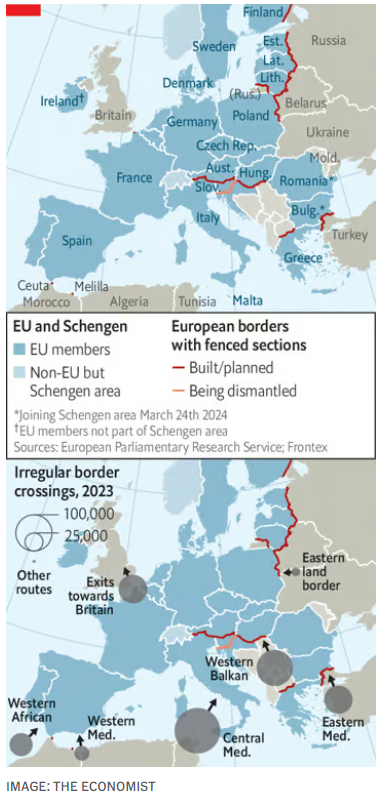 Finland
Sweden
Russia
Est.
Lat.
Denmark
Lith.
(Rus.)
Ireland†
Belarus
Britain
Poland
Germany
Ukraine
Czech Rep.
Mold.
Aust.
Hung.
France
Romania*
Slov.
Bulg.*
Italy
Spain
Turkey
Greece
Ceuta
Melilla
Morocco
Algeria
Tunisia
Malta
EU and Schengen
EU members
Non-EU but
Schengen area
European borders
with fenced sections
Built/planned
Being dismantled
*Joining Schengen area March 24th 2024
†EU members not part of Schengen area
Sources: European Parliamentary Research Service; Frontex
Irregular border
crossings, 2023
100,000
25,000
Other
routes
Exits
towards
Britain
Eastern
land
border
Western
Balkan
Western
African
Western
Med.
Central
Med.
Eastern
Med.
IMAGE: THE ECONOMIST